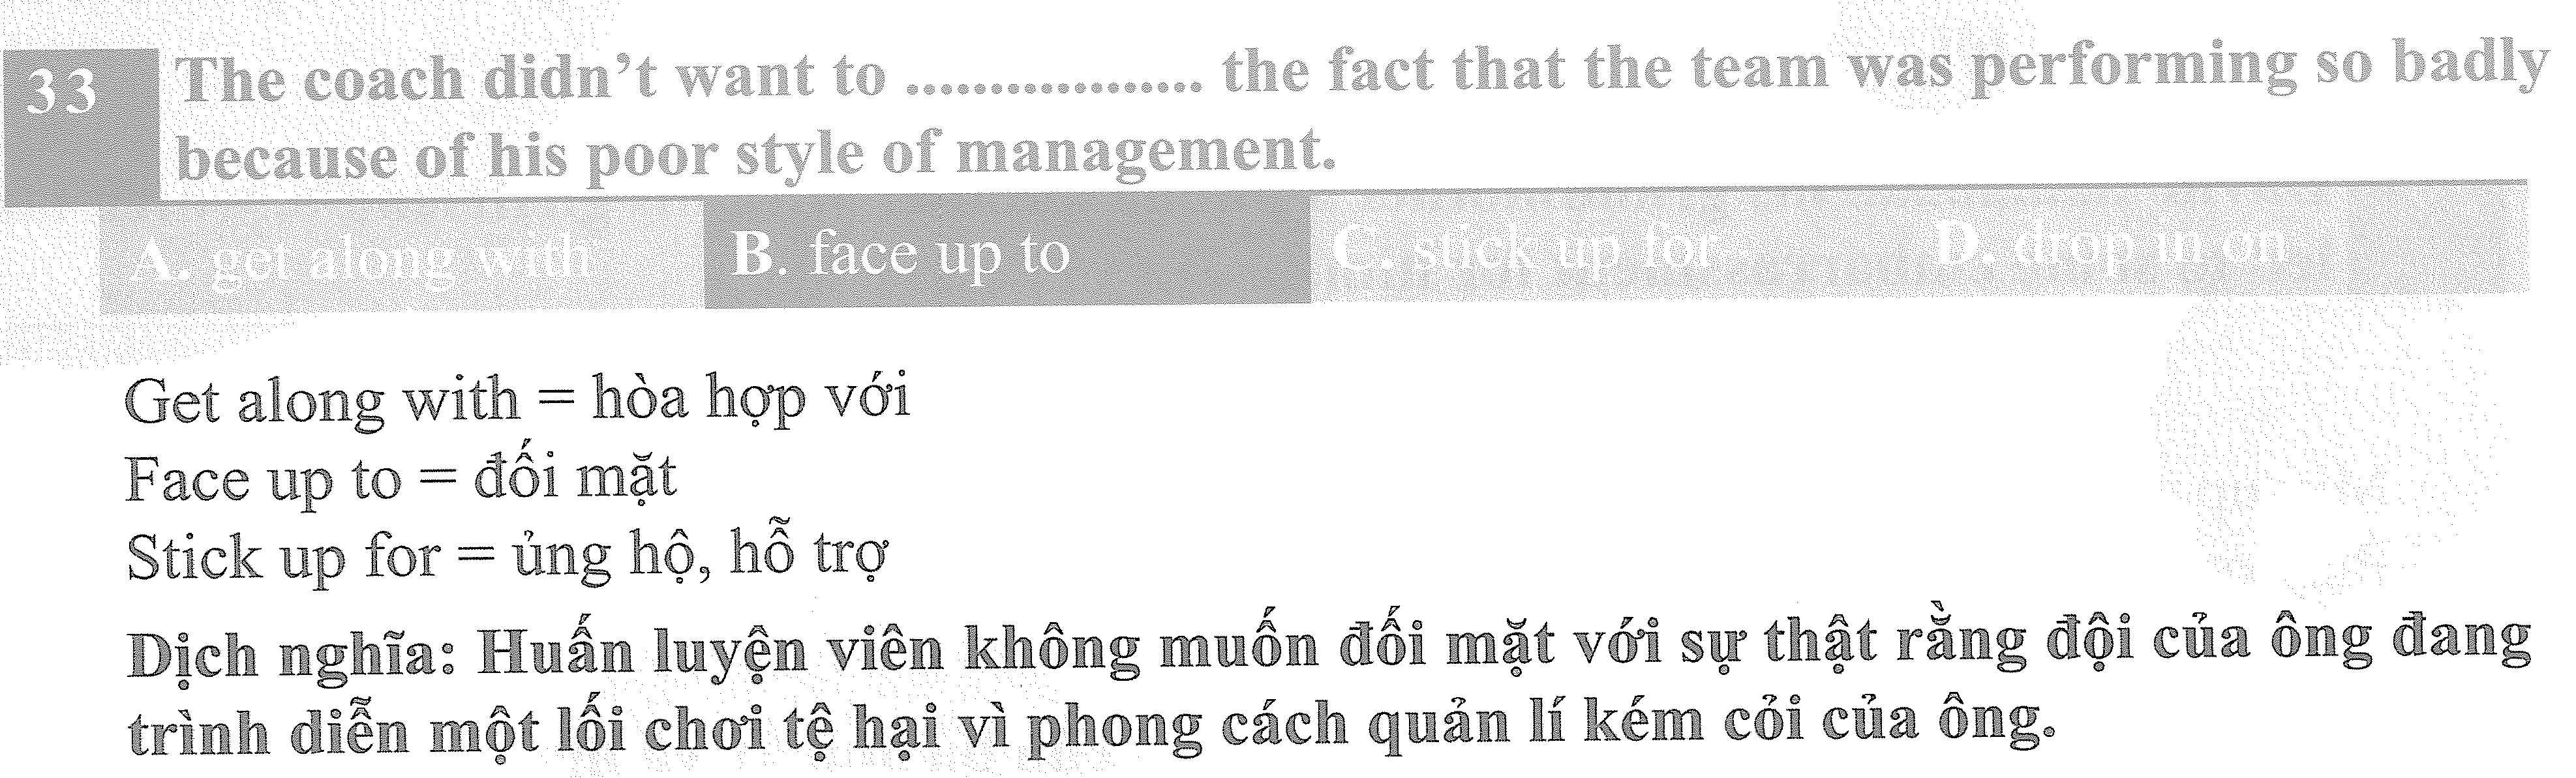 33 The coach didn't want to ................. the fact that the team was performing so badly
because of his poor style of management.
A. get along with B. face up to C. stick up for D. drop in on
Get along with = hòa hợp với
Face up to = đối mặt
Stick up for = ủng hộ, hỗ trợ
Dịch nghĩa: Huấn luyện viên không muốn đối mặt với sự thật rằng đội của ông đang
trình diễn một lối chơi tệ hại vì phong cách quản lí kém cỏi của ông.